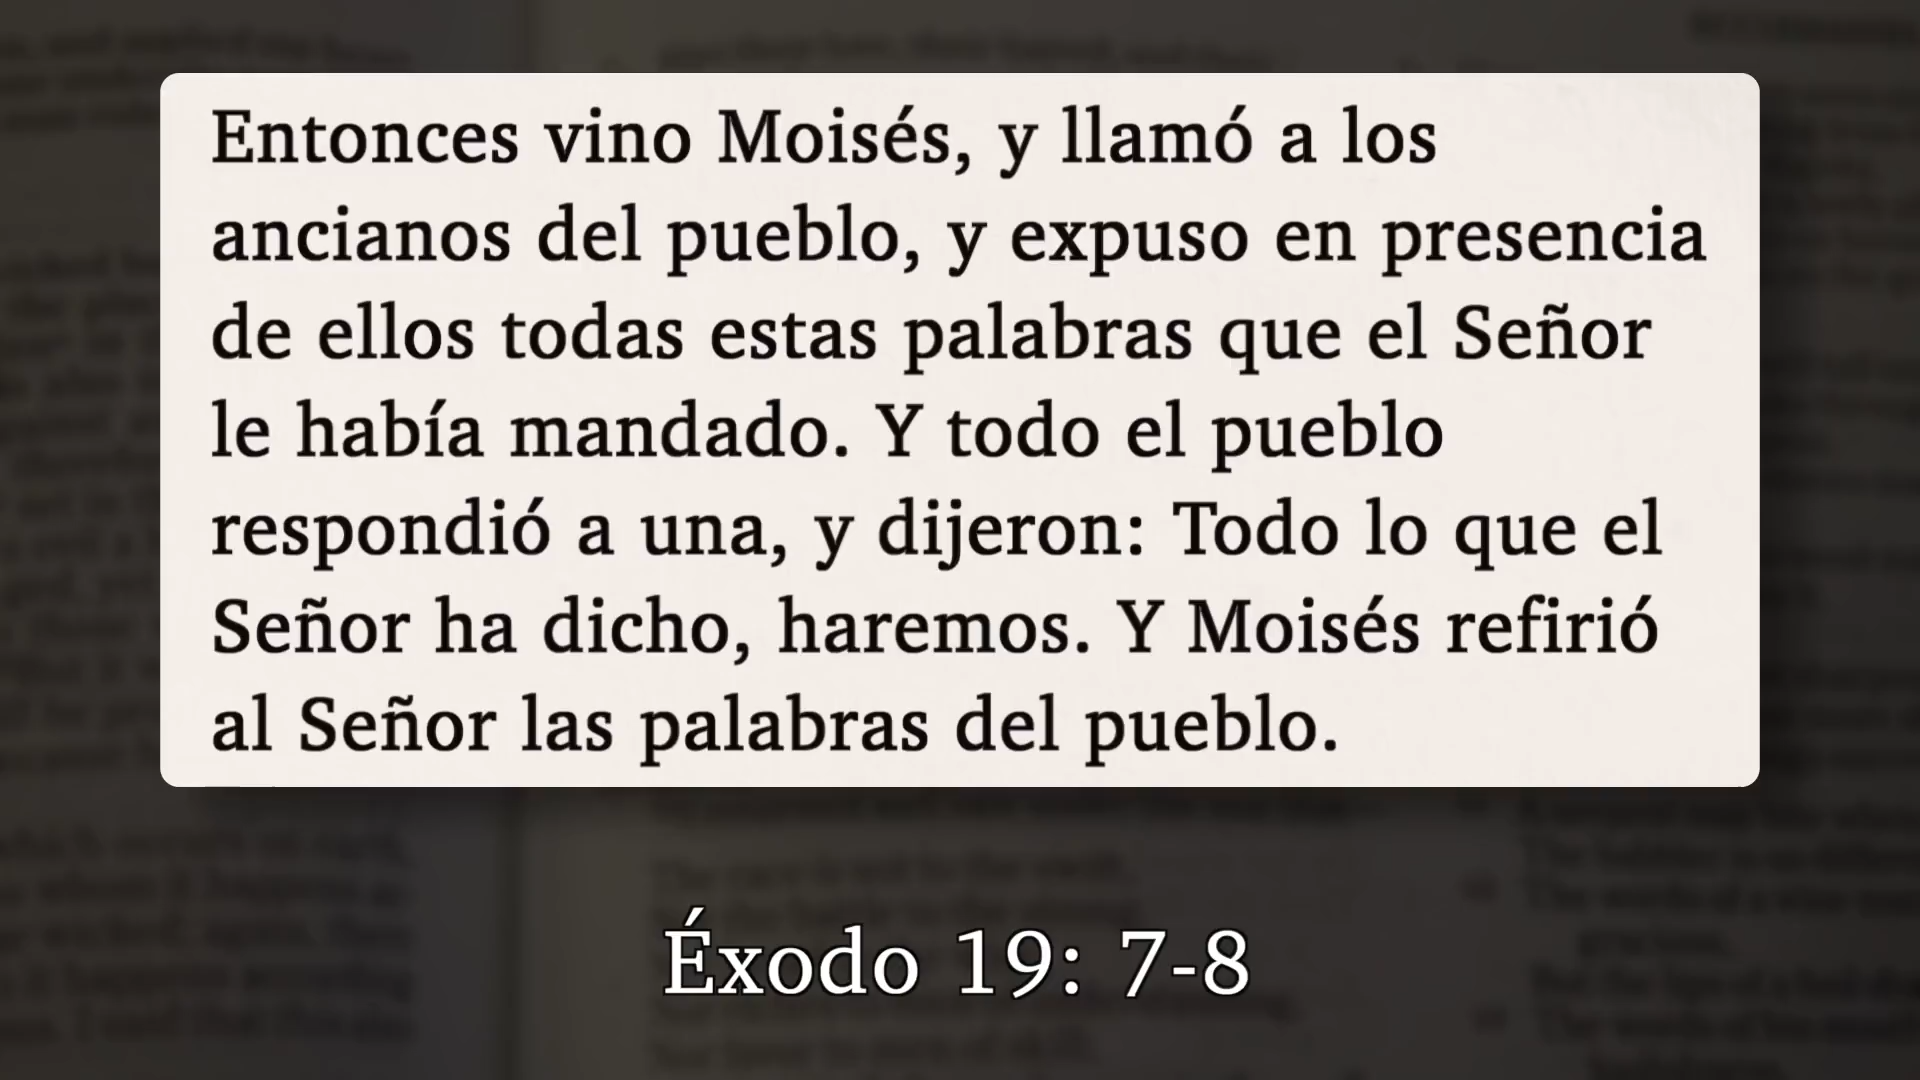 Entonces vino Moisés, y llamó a los
ancianos del pueblo, y expuso en presencia
de ellos todas estas palabras que el Señor
le había mandado. Y todo el pueblo
respondió a una, y dijeron: Todo lo que el
Señor ha dicho, haremos. Y Moisés refirió
al Señor las palabras del pueblo.
Éxodo 19: 7-8